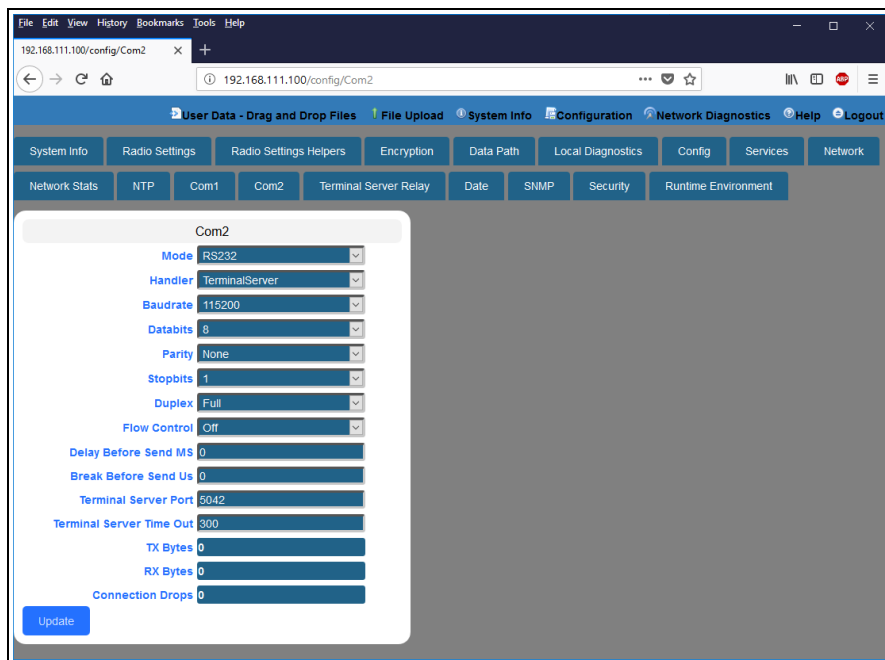 File Edit View History Bookmarks Tools Help
192.168.111.100/config/Com2
192.168.111.100/config/Com2
User Data - Drag and Drop Files File Upload System Info Configuration Network Diagnostics Help Logout
System Info Radio Settings Radio Settings Helpers Encryption Data Path Local Diagnostics Config Services Network
Network Stats NTP Com1 Com2 Terminal Server Relay Date SNMP Security Runtime Environment
Com2
Mode RS232
Handler TerminalServer
Baudrate 115200
Databits 8
Parity None
Stopbits 1
Duplex Full
Flow Control Off
Delay Before Send MS 0
Break Before Send Us 0
Terminal Server Port 5042
Terminal Server Time Out 300
TX Bytes 0
RX Bytes 0
Connection Drops 0
Update